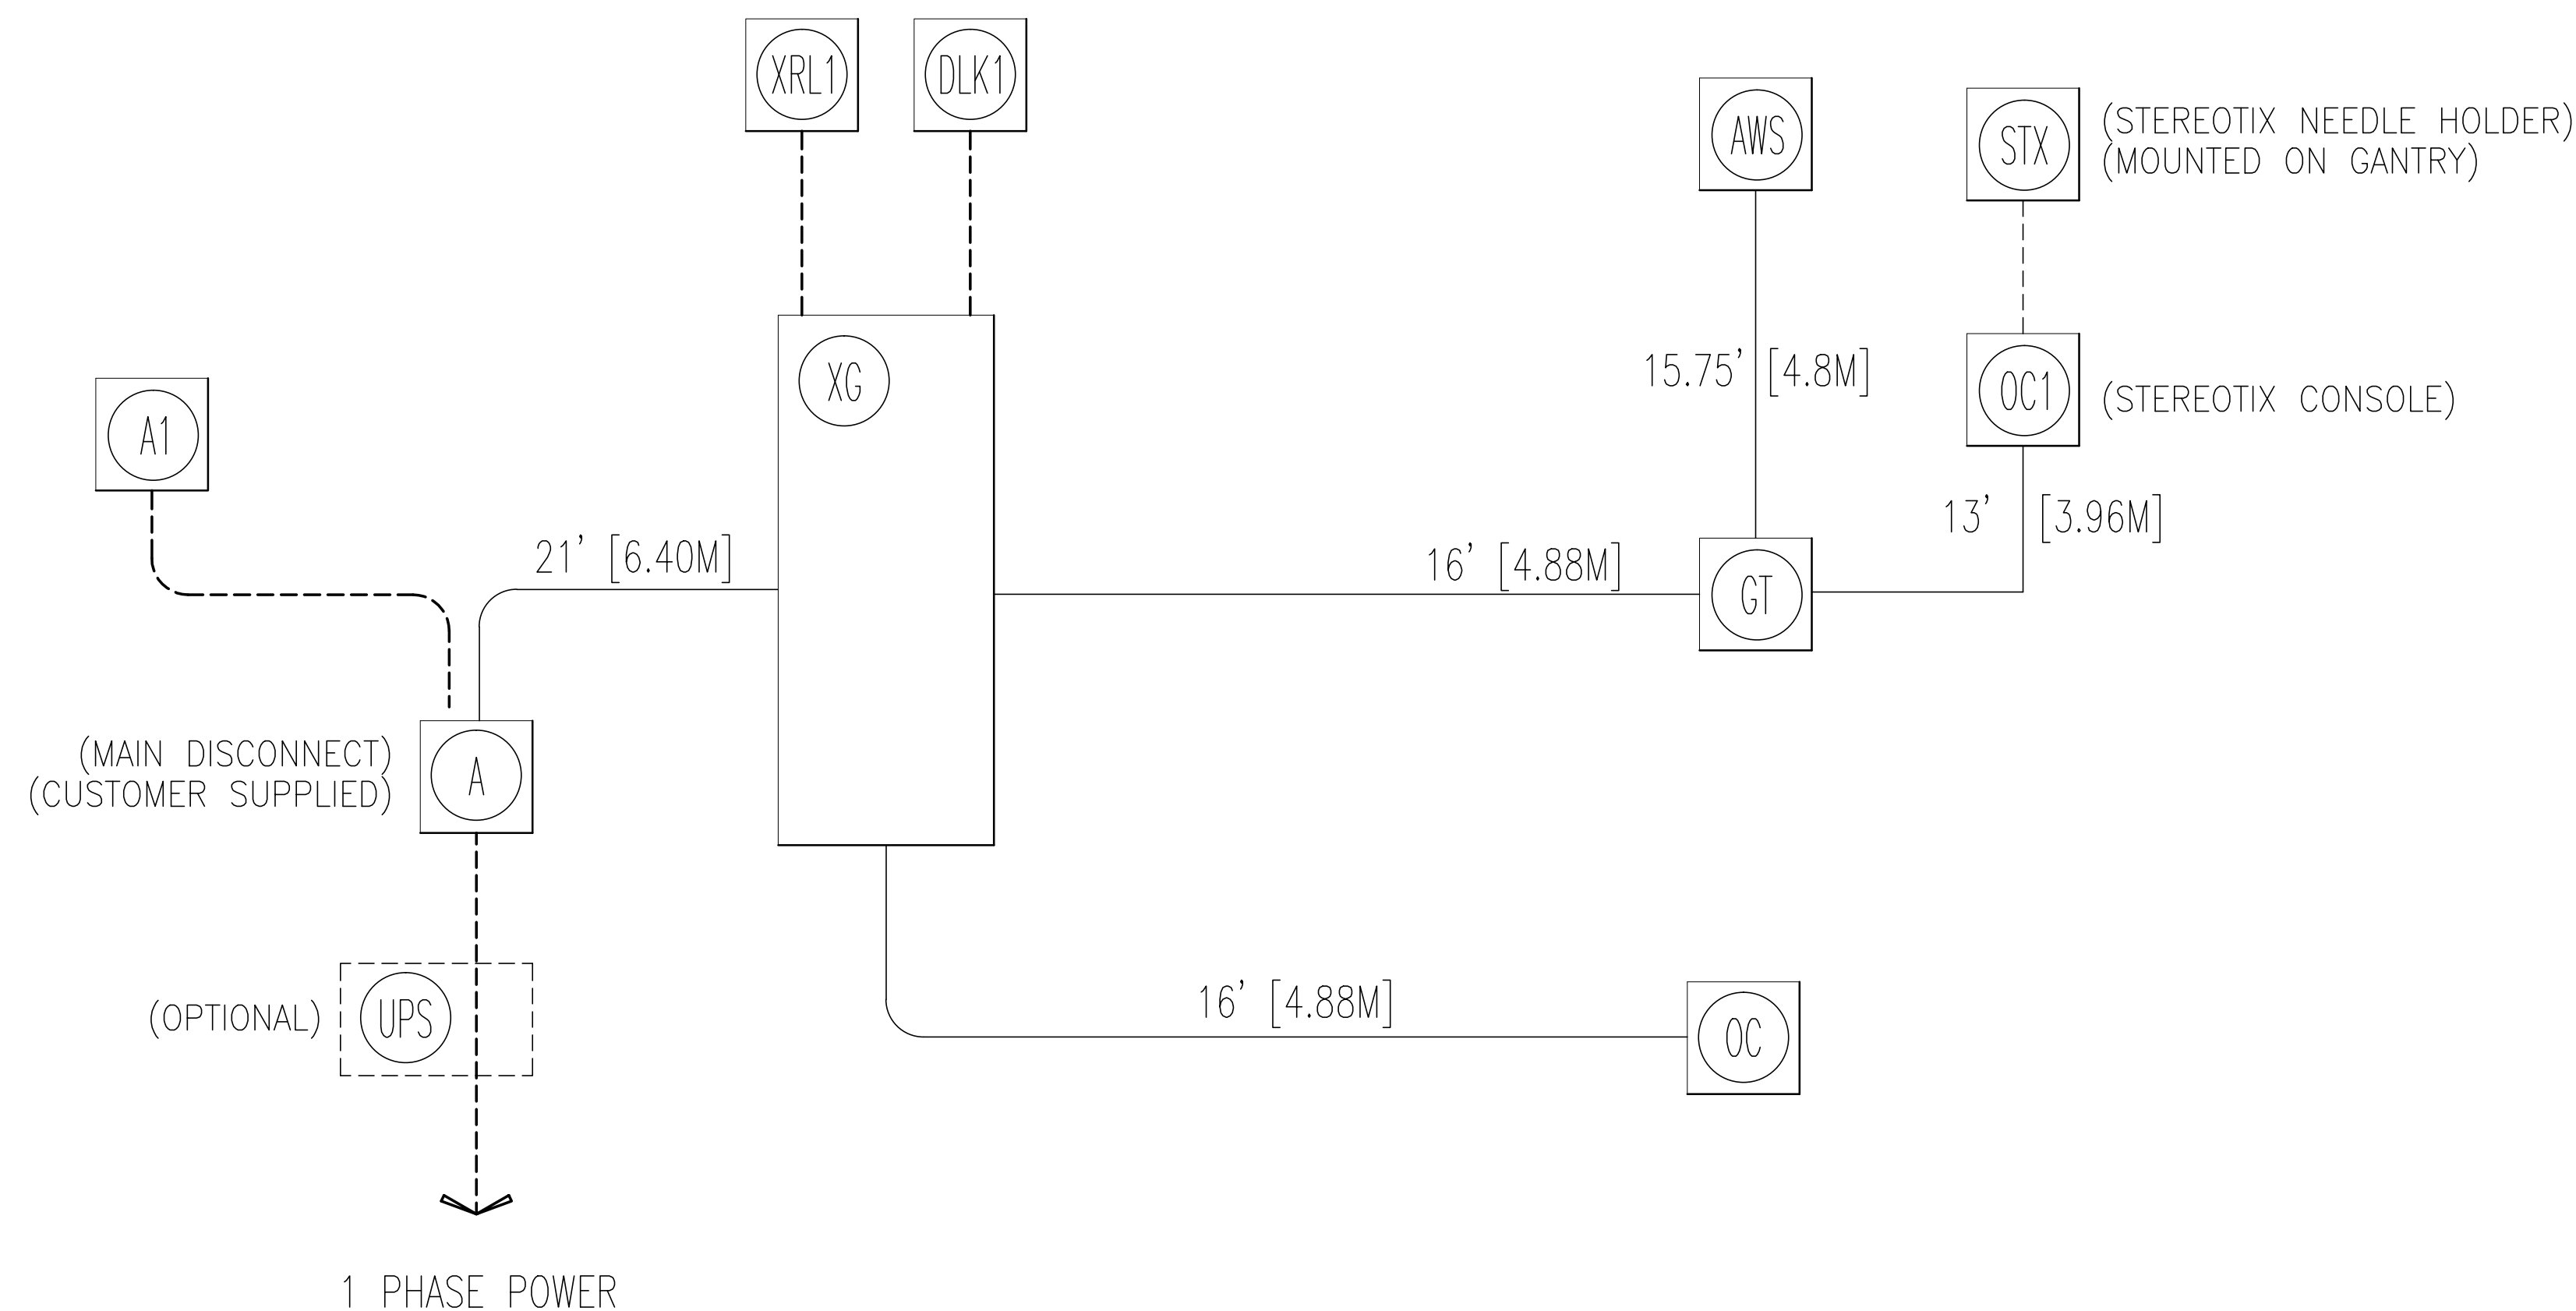 XRL1
DLK1
AWS
STX
(STEREOTIX NEEDLE HOLDER)
(MOUNTED ON GANTRY)
XG
15.75' [4.8M]
OC1
(STEREOTIX CONSOLE)
A1
13' [3.96M]
21' [6.40M]
16' [4.88M]
GT
(MAIN DISCONNECT)
(CUSTOMER SUPPLIED)
A
(OPTIONAL)
UPS
16' [4.88M]
OC
1 PHASE POWER